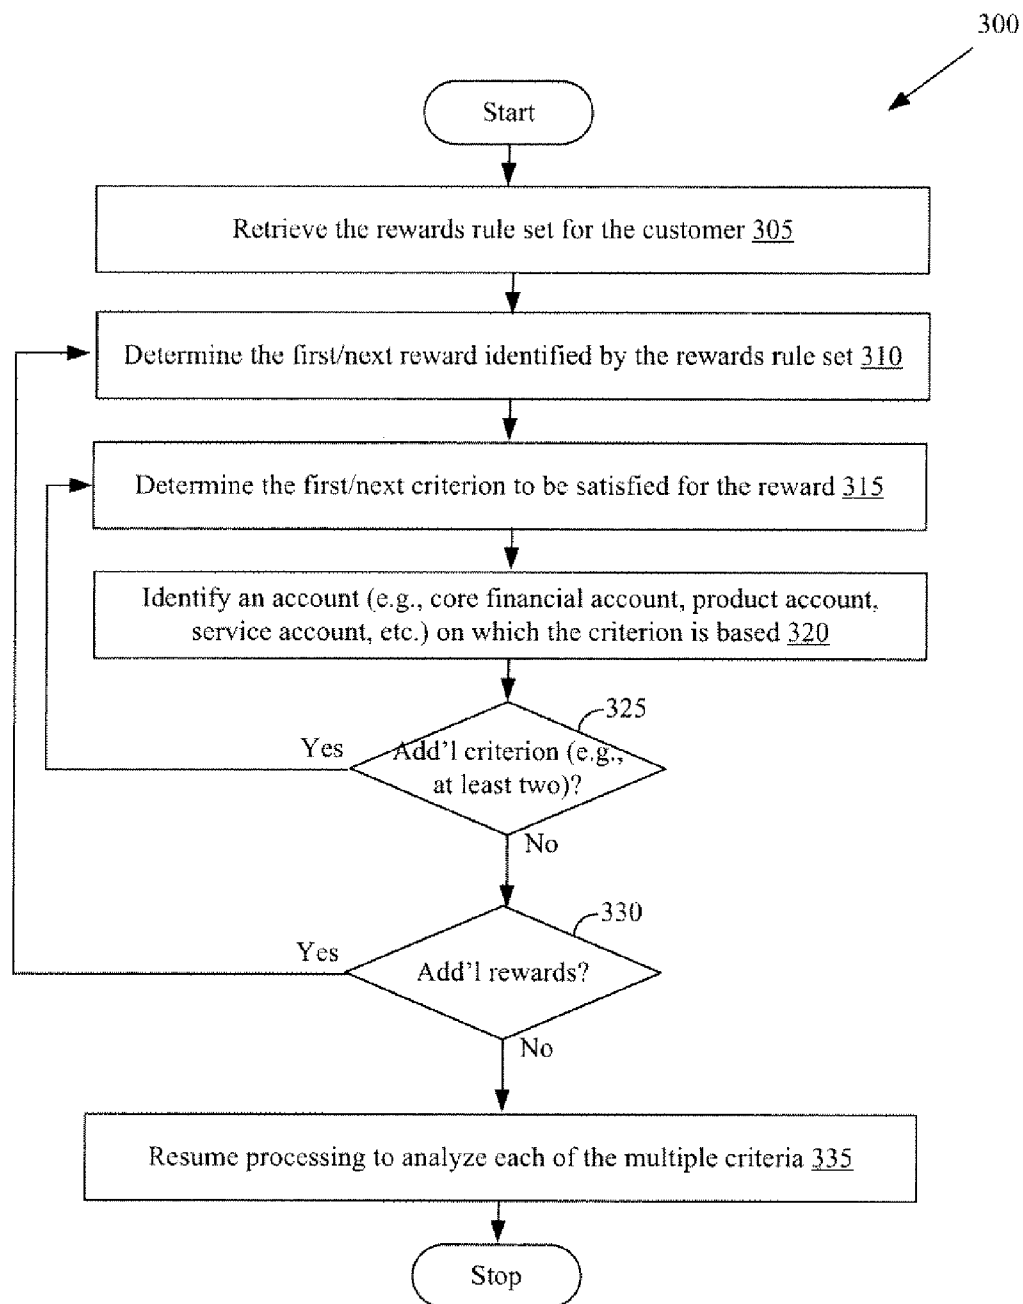 300
Start
Retrieve the rewards rule set for the customer 305
Determine the first/next reward identified by the rewards rule set 310
Determine the first/next criterion to be satisfied for the reward 315
Identify an account (e.g., core financial account, product account,
service account, etc.) on which the criterion is based 320
325
Yes
Add'l criterion (e.g.,
at least two)?
No
330
Yes
Add'l rewards?
No
Resume processing to analyze each of the multiple criteria 335
Stop